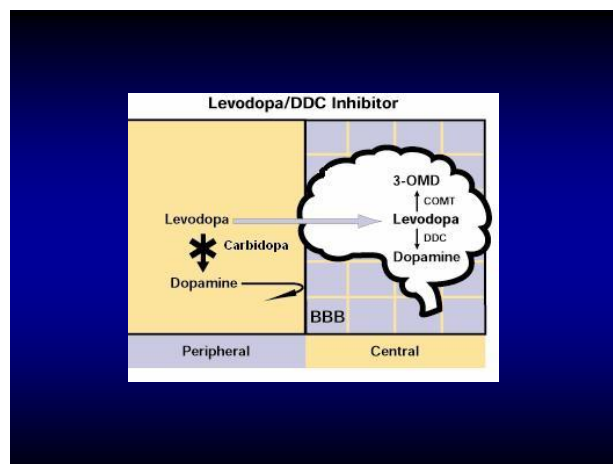 Levodopa/DDC Inhibitor
3-OMD
COMT
Levodopa
Levodopa
Carbidopa
DDC
Dopamine
Dopamine
BBB
Peripheral
Central